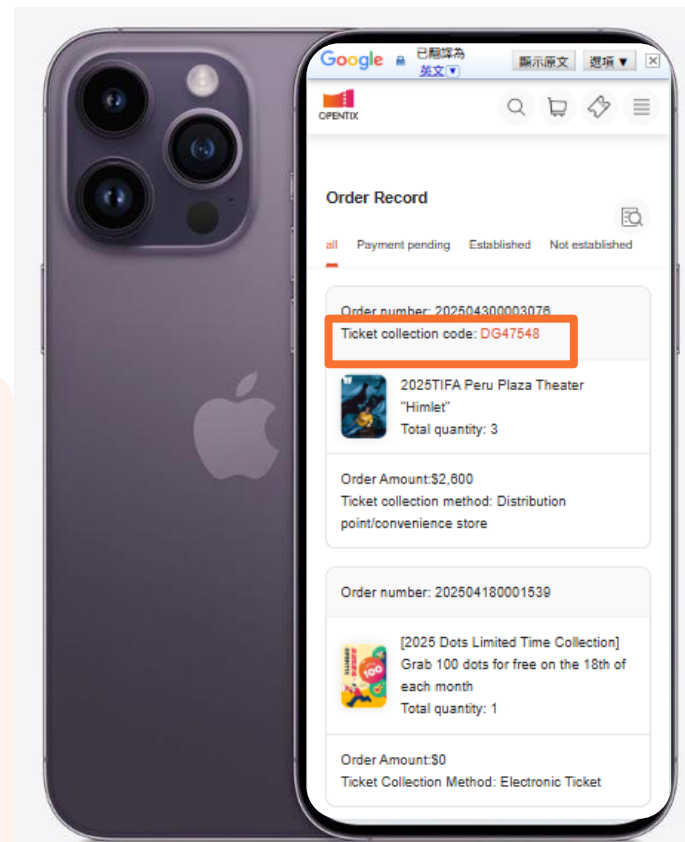 Google 已翻譯為 英文▼ 顯示原文 選項▼
OPENTIX
Order Record
all Payment pending Established Not established
Order number: 202504300003076
Ticket collection code: DG47548
2025TIFA Peru Plaza Theater
"Himlet"
Total quantity: 3
Order Amount:$2,600
Ticket collection method: Distribution
point/convenience store
Order number: 202504180001539
[2025 Dots Limited Time Collection]
Grab 100 dots for free on the 18th of
each month
Total quantity: 1
100
Order Amount:$0
Ticket Collection Method: Electronic Ticket